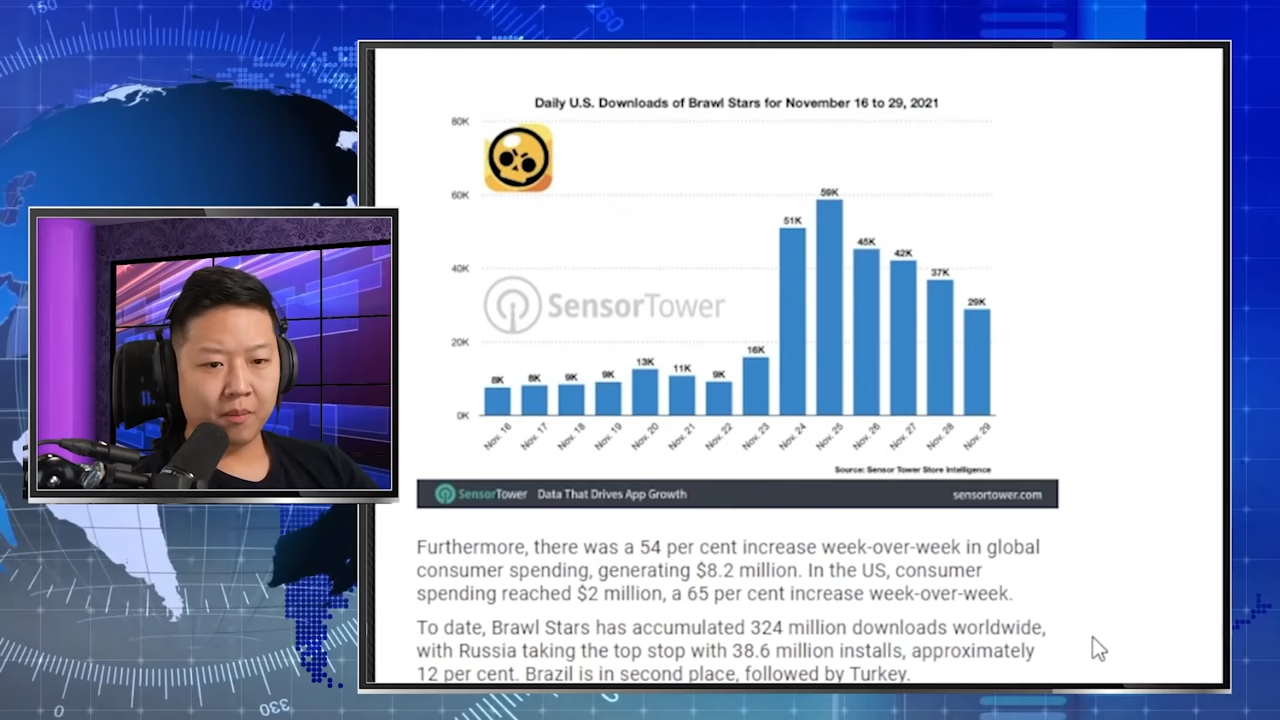 150
180
260
Daily U.S. Downloads of Brawl Stars for November 16 to 29, 2021
80K
60K
40K
20K
0K
8K
8K
9K
9K
13K
11K
9K
16K
51K
59K
45K
42K
37K
29K
SensorTower
Nov. 16
Nov. 17
Nov. 18
Nov. 19
Nov. 20
Nov. 21
Nov. 22
Nov. 23
Nov. 24
Nov. 25
Nov. 26
Nov. 27
Nov. 28
Nov. 29
Source: Sensor Tower Store Intelligence
SensorTower Data That Drives App Growth sensortower.com
Furthermore, there was a 54 per cent increase week-over-week in global
consumer spending, generating $8.2 million. In the US, consumer
spending reached $2 million, a 65 per cent increase week-over-week.
To date, Brawl Stars has accumulated 324 million downloads worldwide,
with Russia taking the top stop with 38.6 million installs, approximately
12 per cent. Brazil is in second place, followed by Turkey.
0
330